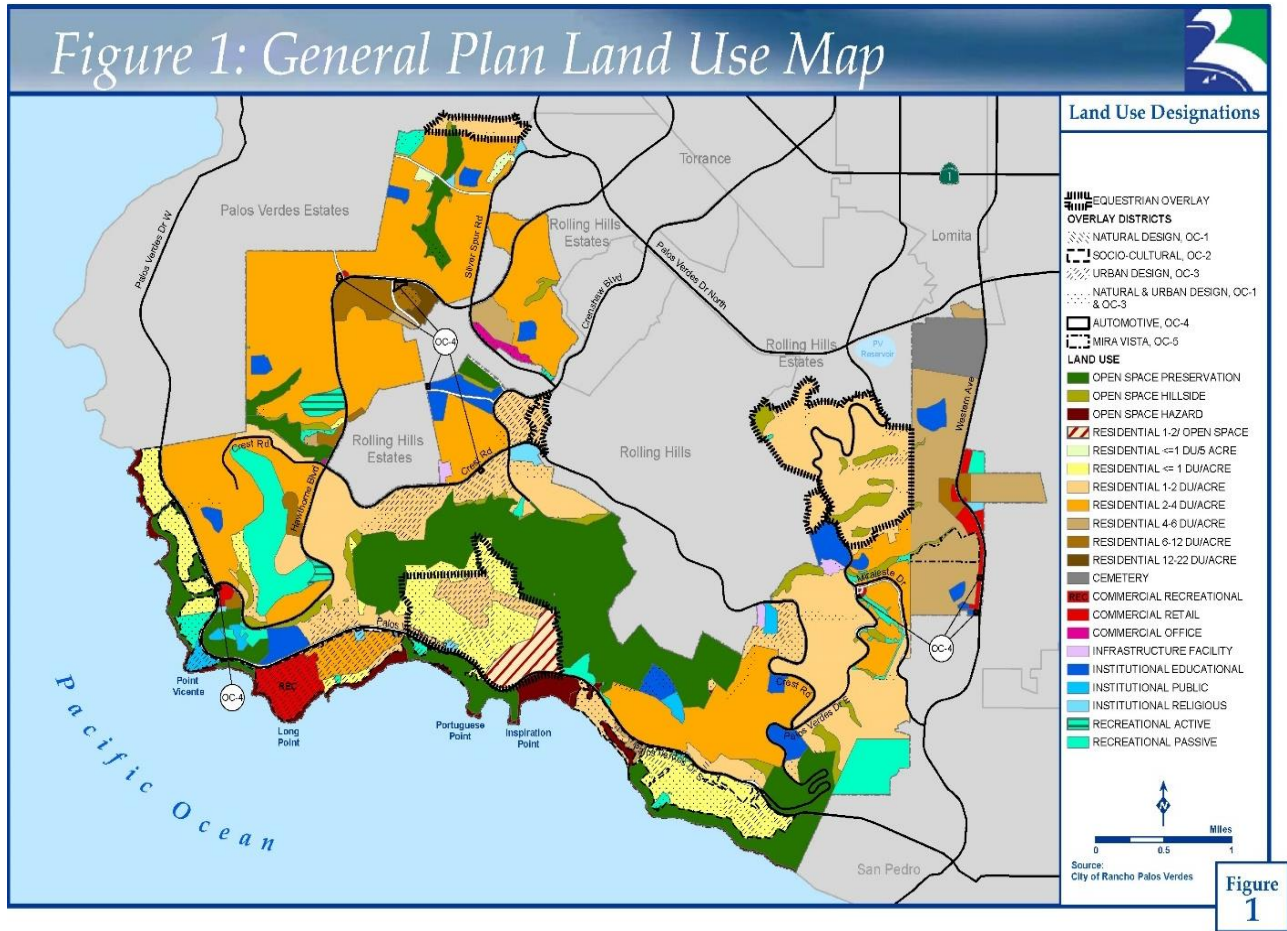 Figure 1: General Plan Land Use Map
Land Use Designations
EQUESTRIAN OVERLAY
OVERLAY DISTRICTS
NATURAL DESIGN, OC-1
SOCIO-CULTURAL, OC-2
URBAN DESIGN, OC-3
NATURAL & URBAN DESIGN, OC-1
& OC-3
AUTOMOTIVE, OC-4
MIRA VISTA, OC-5
LAND USE
OPEN SPACE PRESERVATION
OPEN SPACE HILLSIDE
OPEN SPACE HAZARD
RESIDENTIAL 1-2/ OPEN SPACE
RESIDENTIAL <=1 DU/5 ACRE
RESIDENTIAL <= 1 DU/ACRE
RESIDENTIAL 1-2 DU/ACRE
RESIDENTIAL 2-4 DU/ACRE
RESIDENTIAL 4-6 DU/ACRE
RESIDENTIAL 6-12 DU/ACRE
RESIDENTIAL 12-22 DU/ACRE
CEMETERY
REC COMMERCIAL RECREATIONAL
COMMERCIAL RETAIL
COMMERCIAL OFFICE
INFRASTRUCTURE FACILITY
INSTITUTIONAL EDUCATIONAL
INSTITUTIONAL PUBLIC
INSTITUTIONAL RELIGIOUS
RECREATIONAL ACTIVE
RECREATIONAL PASSIVE
N
Miles
0 0.5 1
Source:
City of Rancho Palos Verdes
Figure
1
Torrance
1
Palos Verdes Estates
Palos Verdes Dr W
Silver Spur Rd
Rolling Hills
Estates
Crenshaw Blvd
Palos Verdes Dr North
Lomita
PV
Reservoir
Rolling Hills
Estates
OC-4
Western Ave
Rolling Hills
Estates
Rolling Hills
Crest Rd
Crest Rd
Hawthorne Blvd
Miraleste Dr
OC-4
Palos Verdes
Crest Rd
Palos Verdes Dr E
Point
Vicente
OC-4
REC
Long
Point
Portuguese
Point
Inspiration
Point
Palos Verdes Dr S
San Pedro
Pacific Ocean